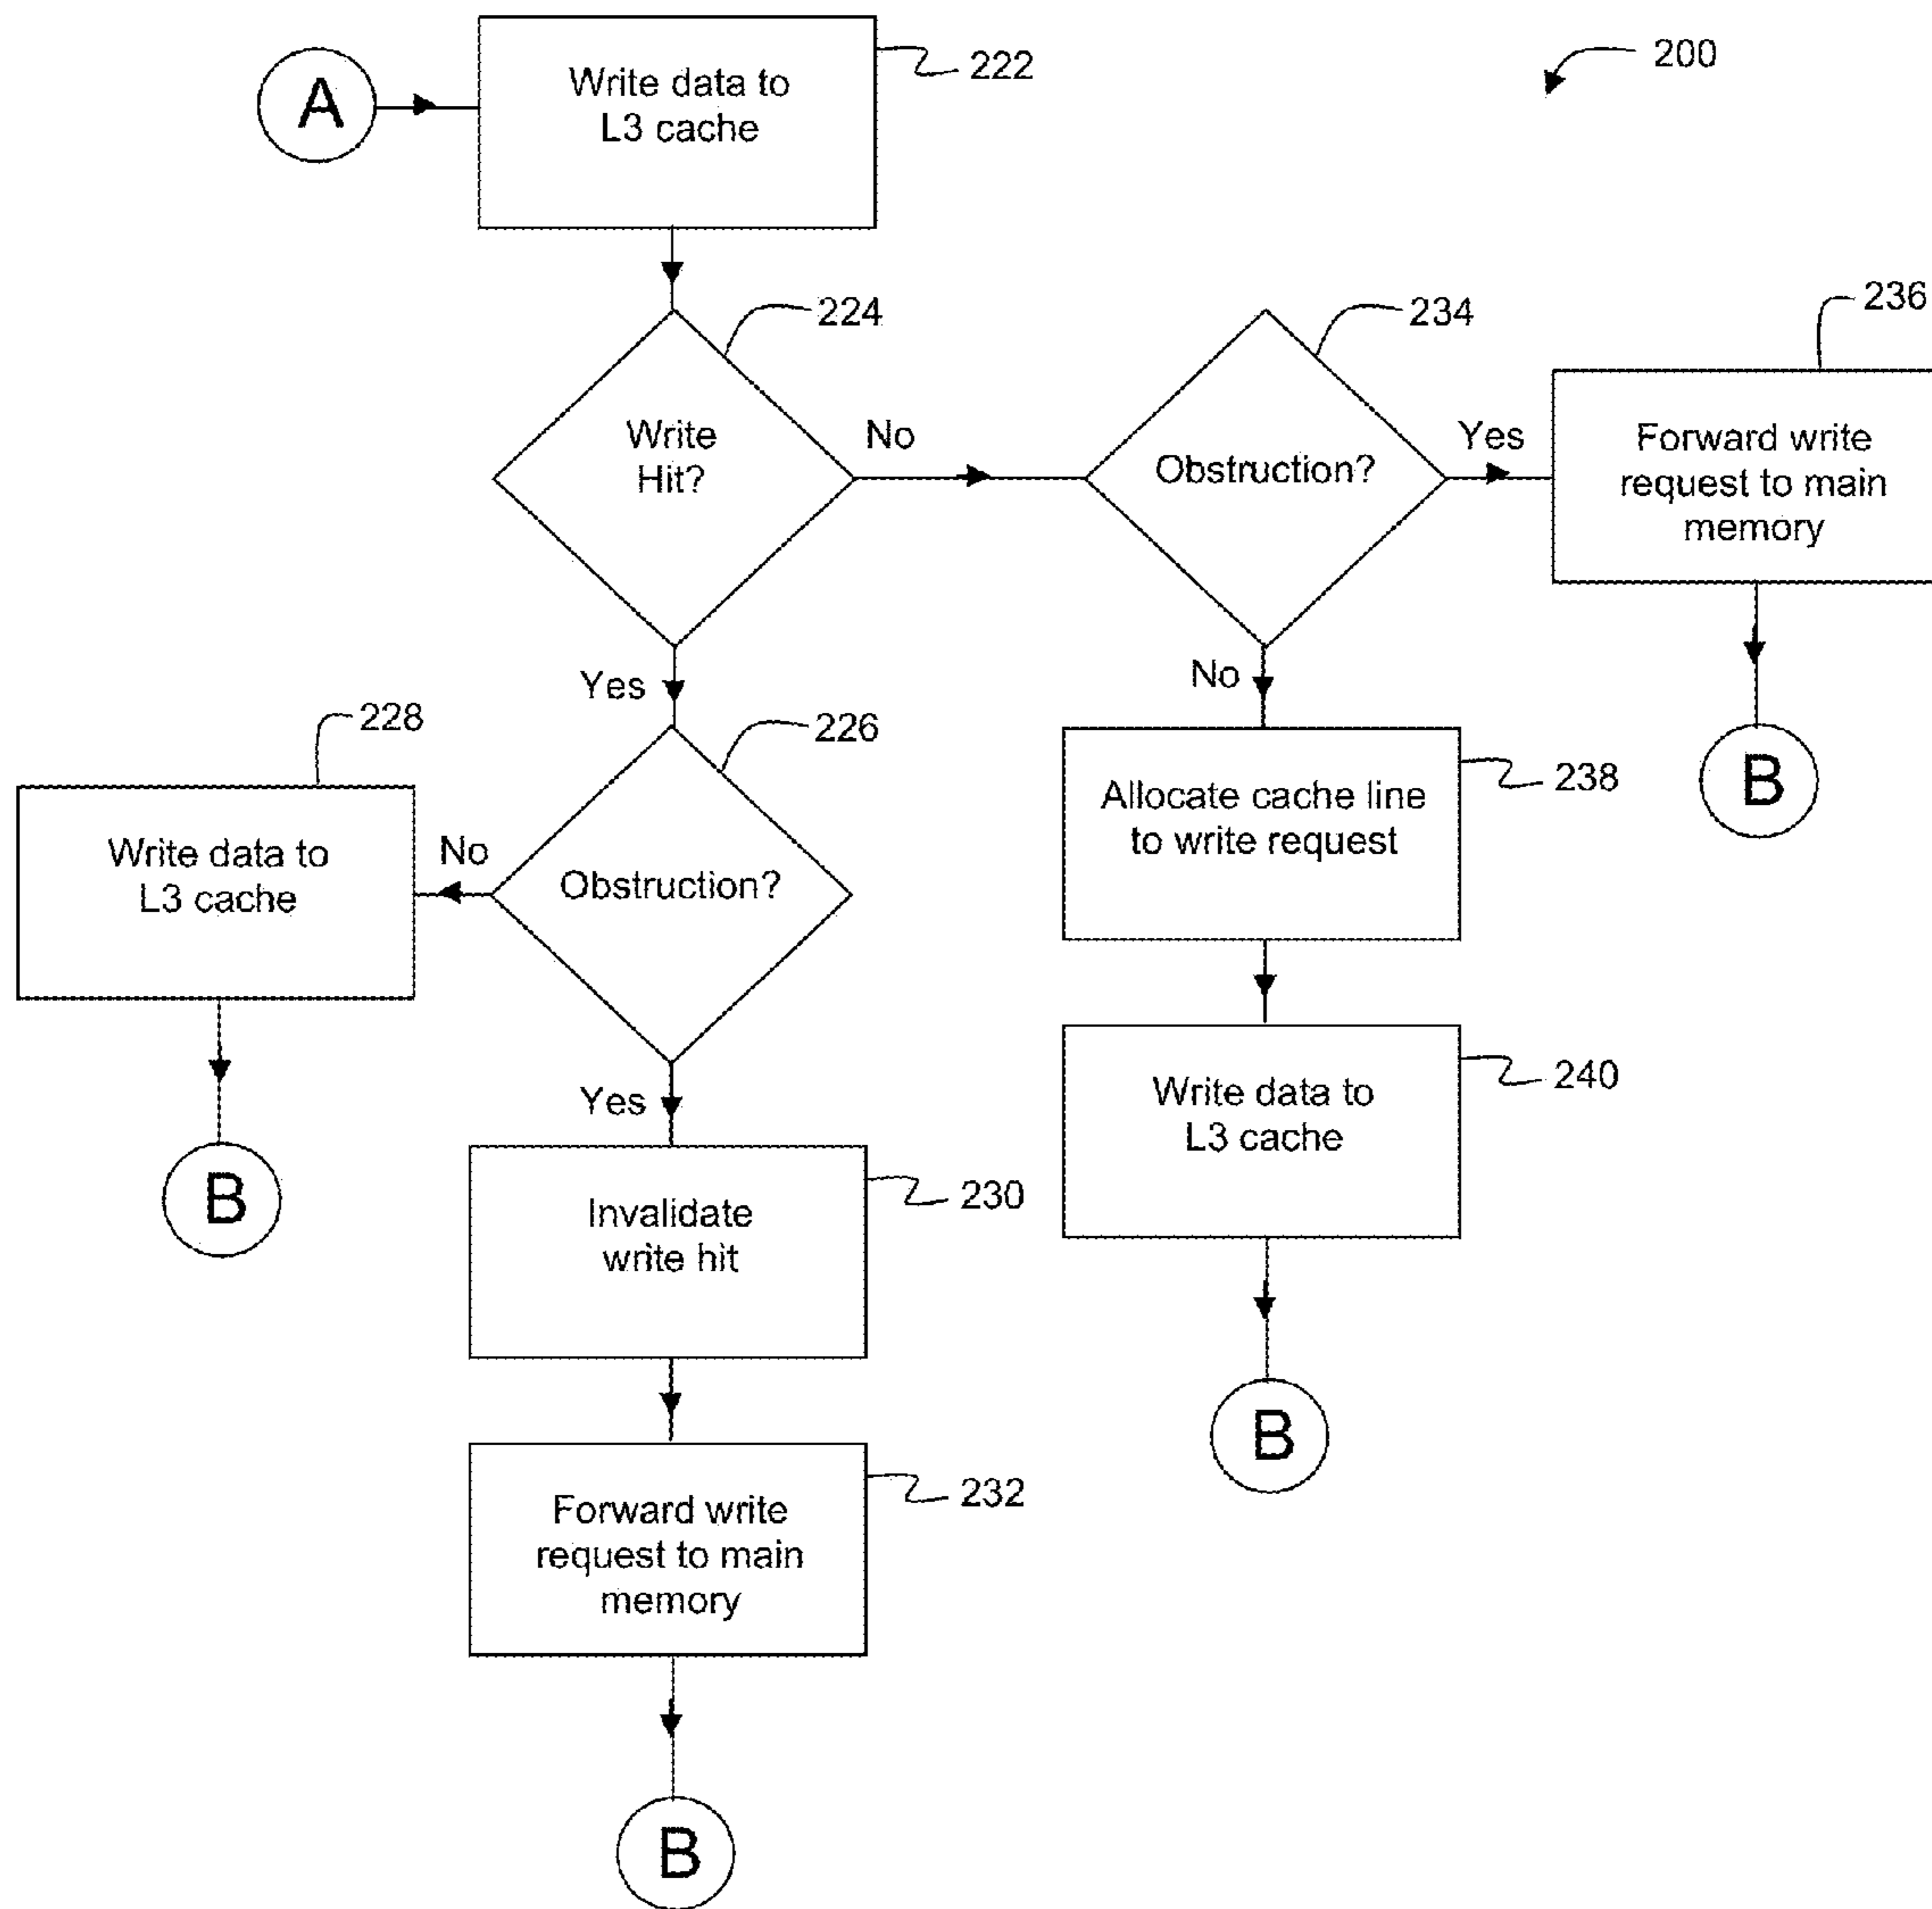 A
Write data to
L3 cache
222
200
224
Write
Hit?
No
234
Obstruction?
Yes
236
Forward write
request to main
memory
B
Yes
No
228
Write data to
L3 cache
No
226
Obstruction?
238
Allocate cache line
to write request
B
Yes
230
Invalidate
write hit
240
Write data to
L3 cache
B
232
Forward write
request to main
memory
B